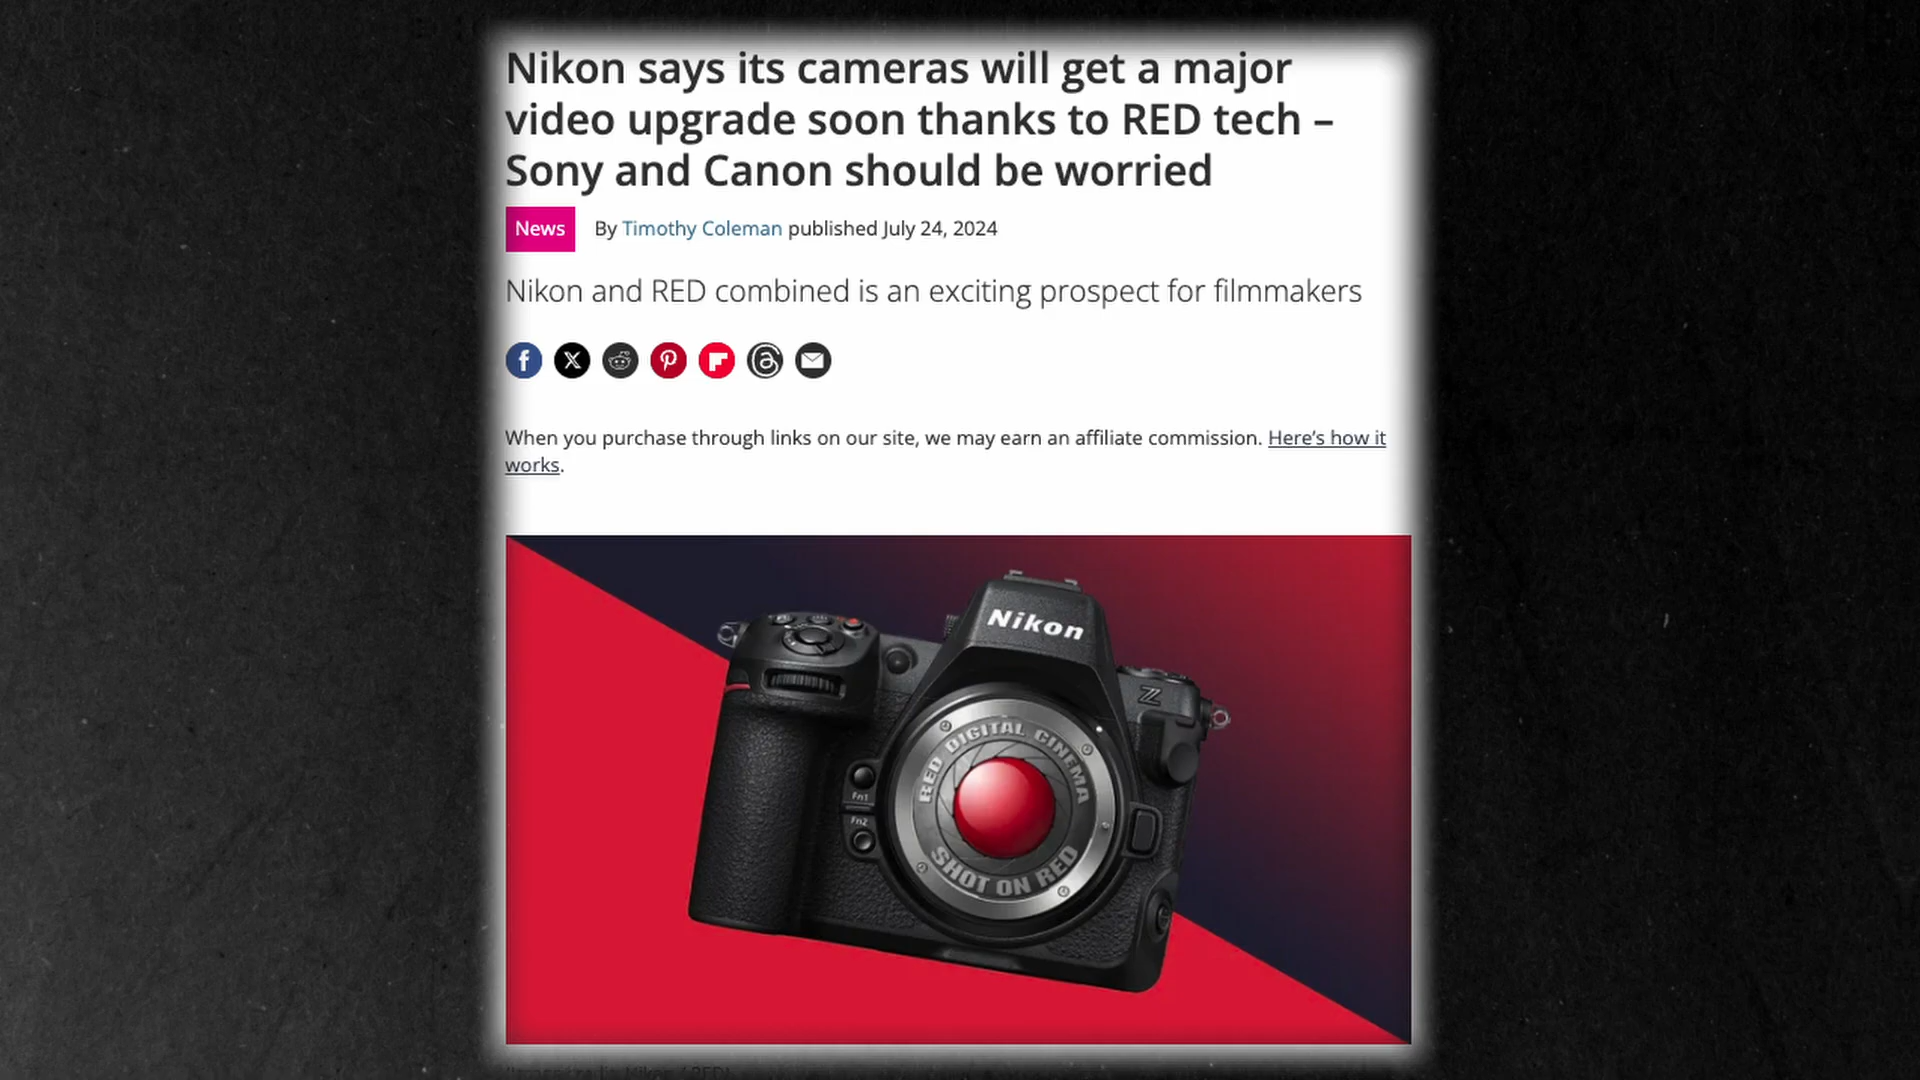 Nikon says its cameras will get a major
video upgrade soon thanks to RED tech –
Sony and Canon should be worried
News By Timothy Coleman published July 24, 2024
Nikon and RED combined is an exciting prospect for filmmakers
When you purchase through links on our site, we may earn an affiliate commission. Here's how it
works.
Nikon
Z
RED DIGITAL CINEMA
Fn1
Fn2
SHOT ON RED